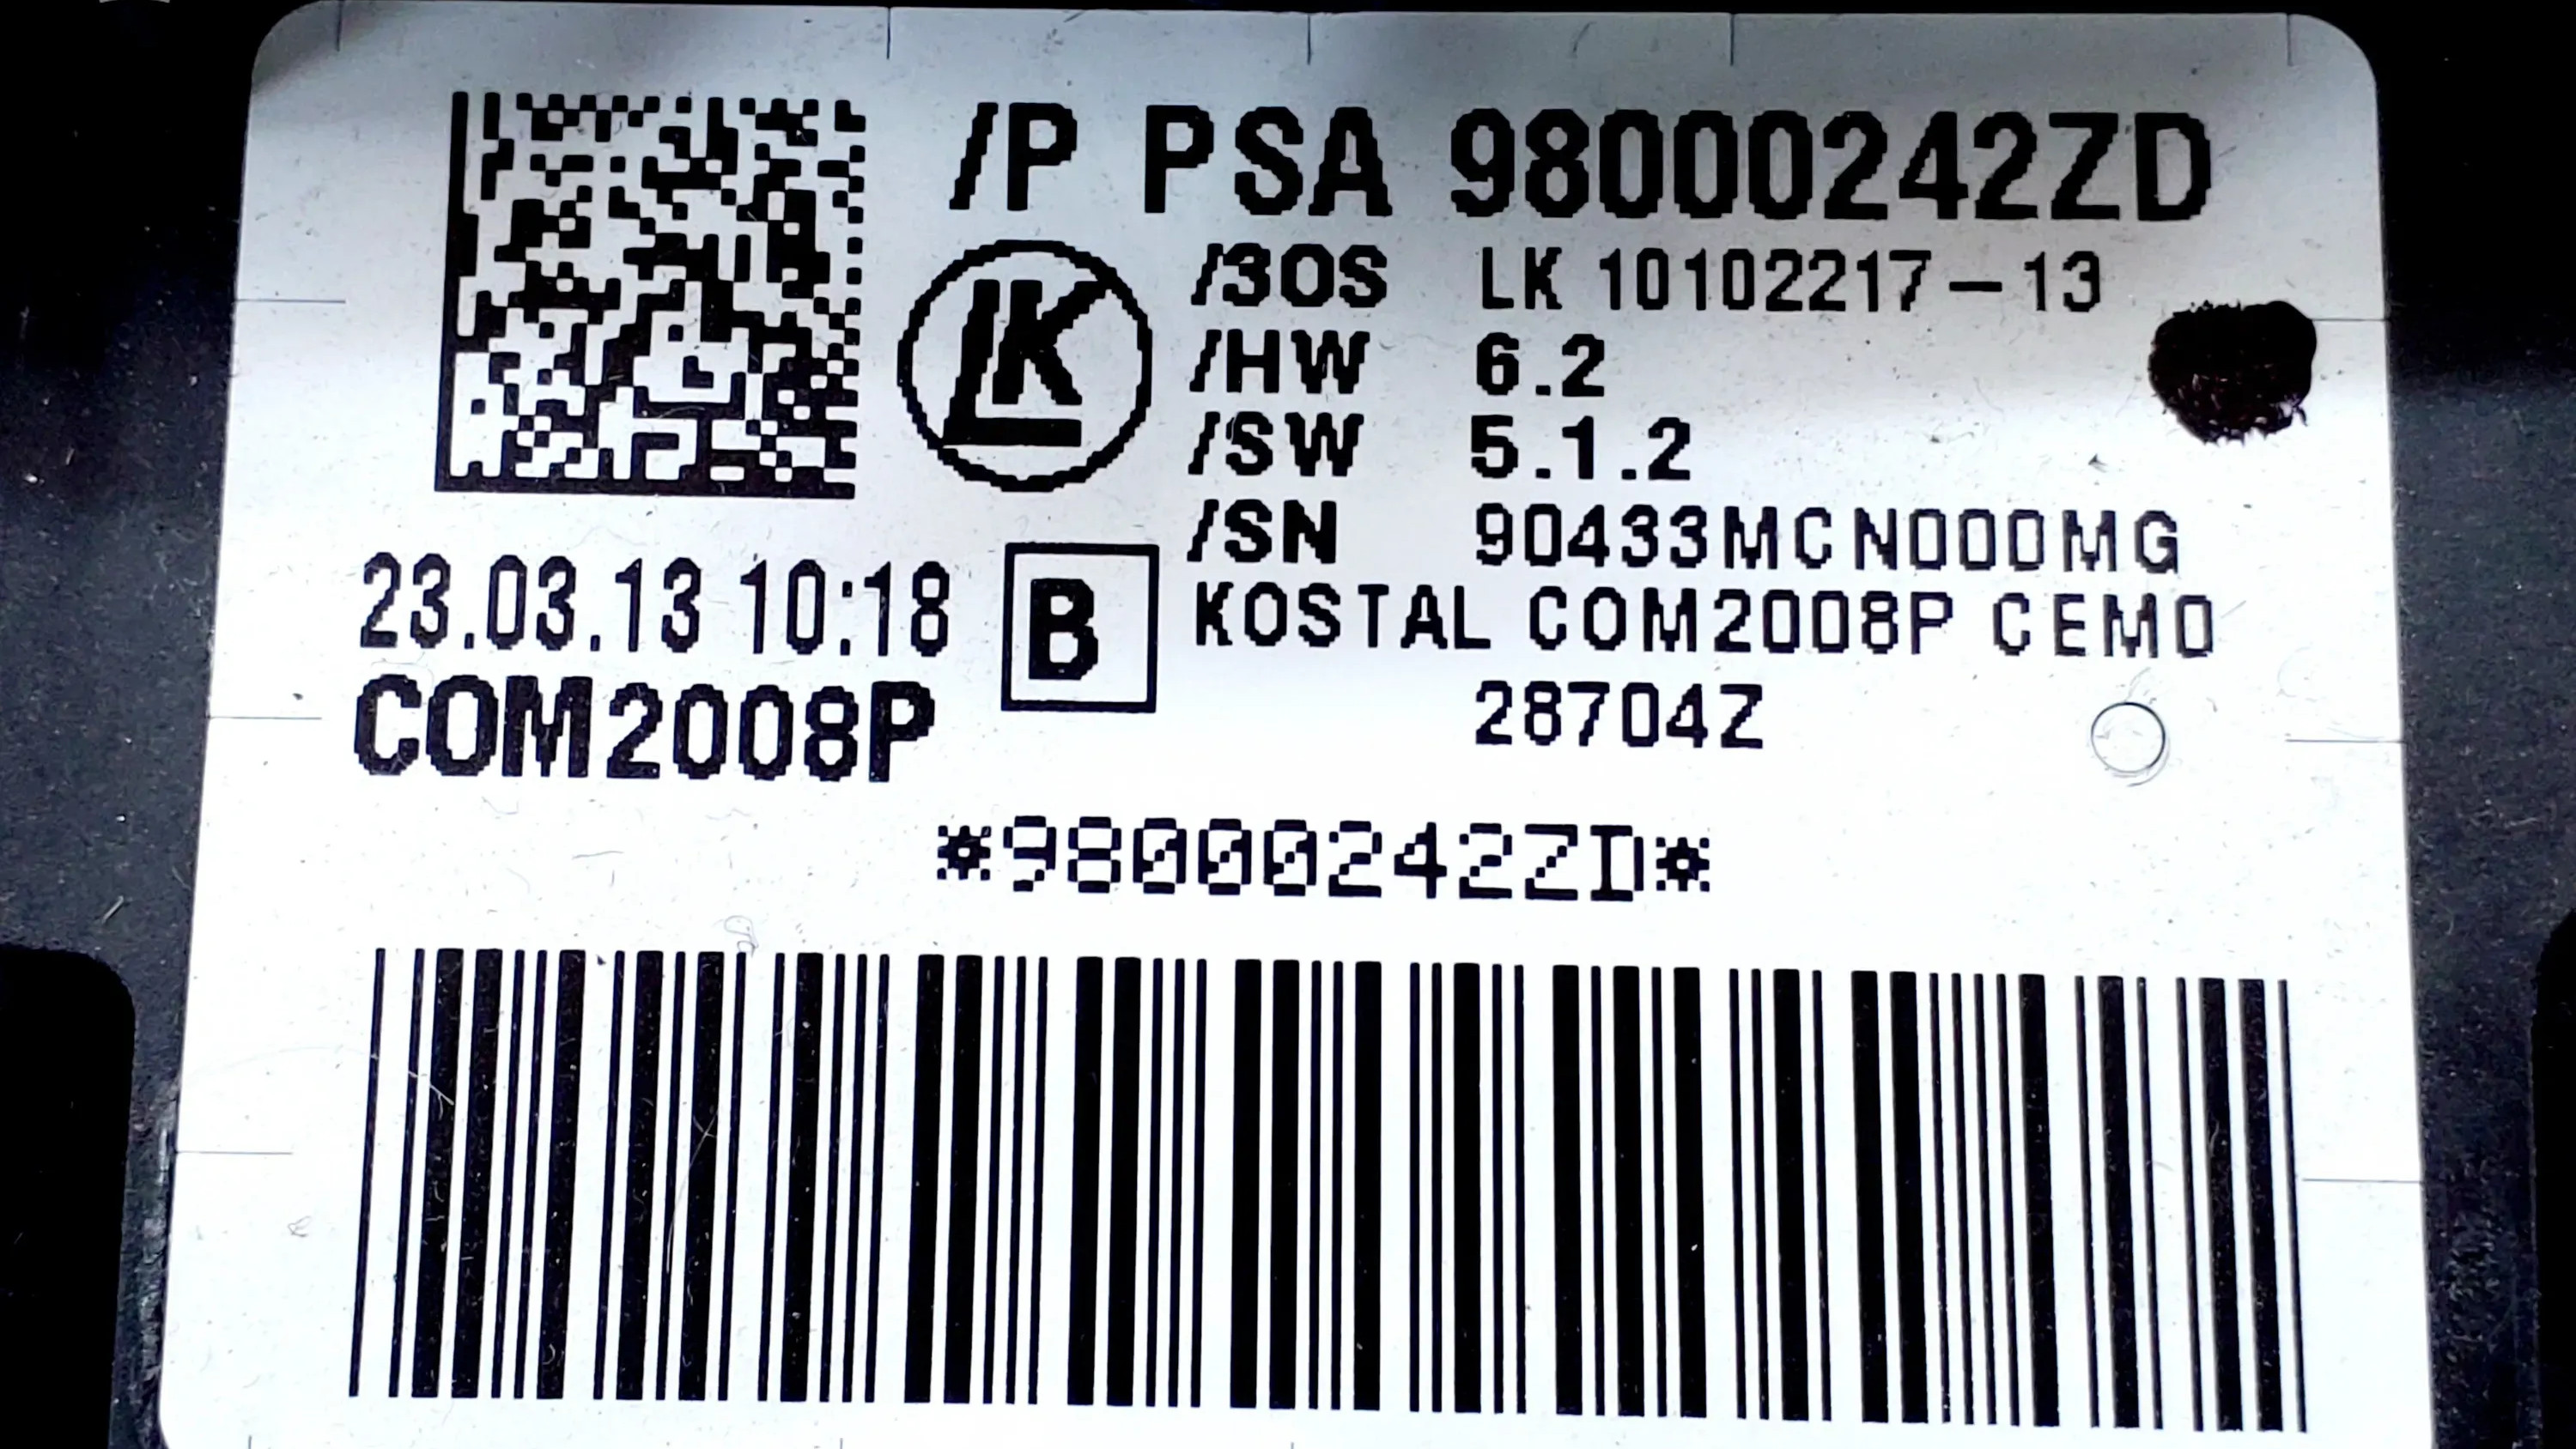 /P PSA 98000242ZD
LK
/3OS LK 10102217-13
/HW 6.2
/SW 5.1.2
/SN 90433MCN000MG
23.03.13 10:18
B
KOSTAL COM2008P CEM0
COM2008P
28704Z
*98000242ZD*